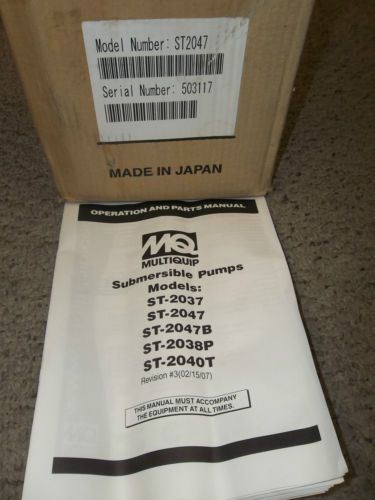 Model Number: ST2047
Serial Number: 503117
MADE IN JAPAN
OPERATION AND PARTS MANUAL
MQ
MULTIQUIP
Submersible Pumps
Models:
ST-2037
ST-2047
ST-2047B
ST-2038P
ST-2040T
Revision #3(02/15/07)
THIS MANUAL MUST ACCOMPANY
THE EQUIPMENT AT ALL TIMES.